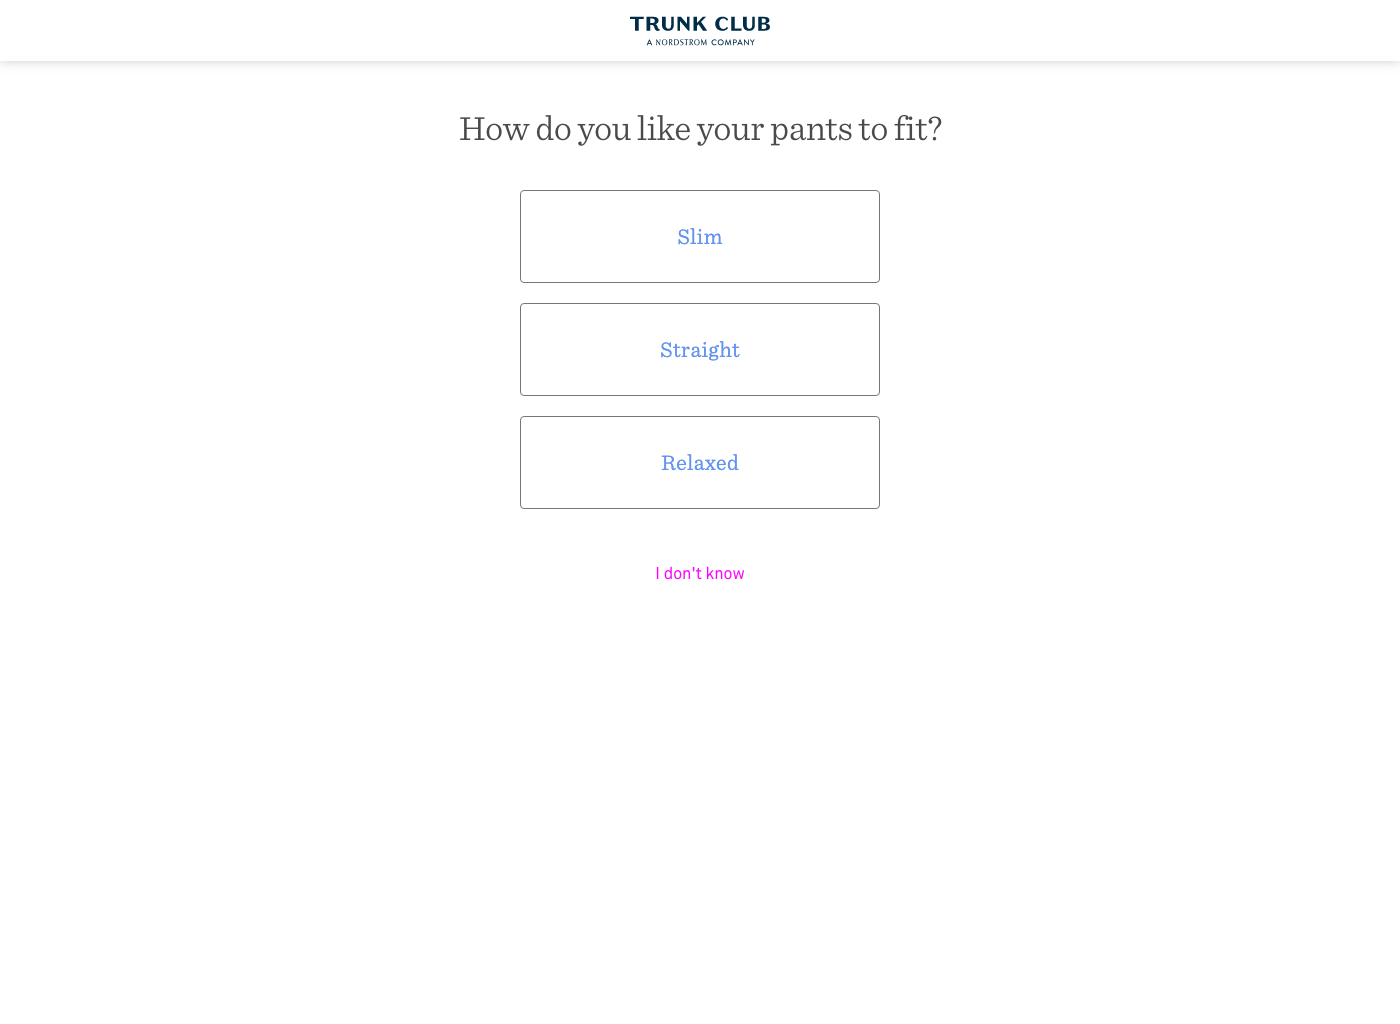 TRUNK CLUB
A NORDSTROM COMPANY
How do you like your pants to fit?
Slim
Straight
Relaxed
I don't know